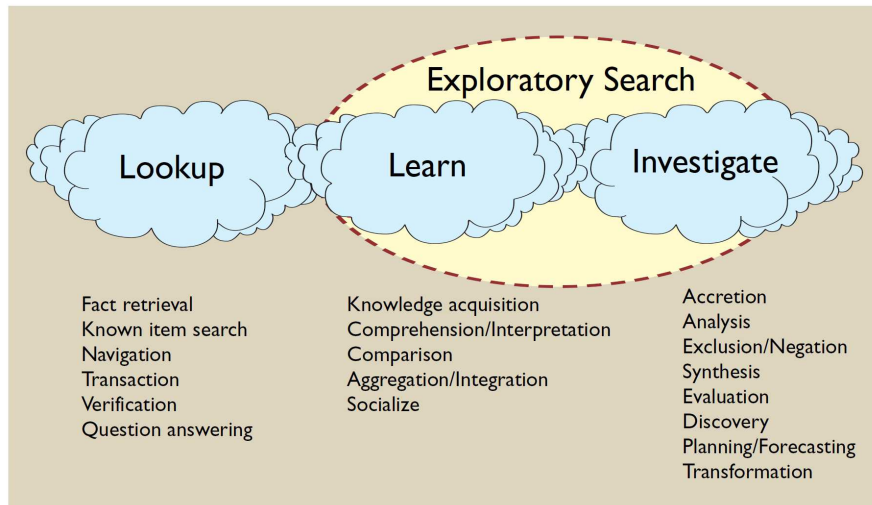 Exploratory Search
Lookup
Learn
Investigate
Fact retrieval
Known item search
Navigation
Transaction
Verification
Question answering
Knowledge acquisition
Comprehension/Interpretation
Comparison
Aggregation/Integration
Socialize
Accretion
Analysis
Exclusion/Negation
Synthesis
Evaluation
Discovery
Planning/Forecasting
Transformation